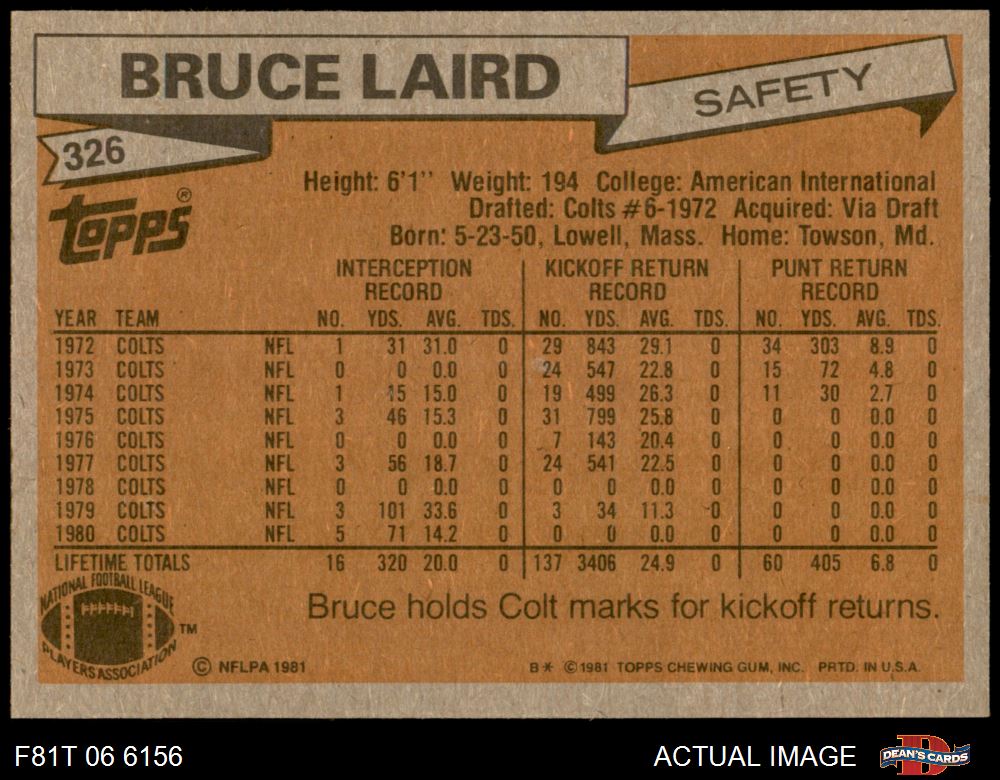 BRUCE LAIRD
SAFETY
326
TOPPS®
Height: 6'1" Weight: 194 College: American International
Drafted: Colts #6-1972 Acquired: Via Draft
Born: 5-23-50, Lowell, Mass. Home: Towson, Md.
INTERCEPTION RECORD KICKOFF RETURN RECORD PUNT RETURN RECORD
YEAR TEAM NO. YDS. AVG. TDS. NO. YDS. AVG. TDS. NO. YDS. AVG. TDS.
1972 COLTS NFL 1 31 31.0 0 29 843 29.1 0 34 303 8.9 0
1973 COLTS NFL 0 0 0.0 0 24 547 22.8 0 15 72 4.8 0
1974 COLTS NFL 1 15 15.0 0 19 499 26.3 0 11 30 2.7 0
1975 COLTS NFL 3 46 15.3 0 31 799 25.8 0 0 0 0.0 0
1976 COLTS NFL 0 0 0.0 0 7 143 20.4 0 0 0 0.0 0
1977 COLTS NFL 3 56 18.7 0 24 541 22.5 0 0 0 0.0 0
1978 COLTS NFL 0 0 0.0 0 0 0 0.0 0 0 0 0.0 0
1979 COLTS NFL 3 101 33.6 0 3 34 11.3 0 0 0 0.0 0
1980 COLTS NFL 5 71 14.2 0 0 0 0.0 0 0 0 0.0 0
LIFETIME TOTALS 16 320 20.0 0 137 3406 24.9 0 60 405 6.8 0
NATIONAL FOOTBALL LEAGUE
PLAYERS ASSOCIATION
TM
Bruce holds Colt marks for kickoff returns.
© NFLPA 1981
B* ©1981 TOPPS CHEWING GUM, INC. PRTD. IN U.S.A.
F81T 06 6156
ACTUAL IMAGE
DEAN'S CARDS